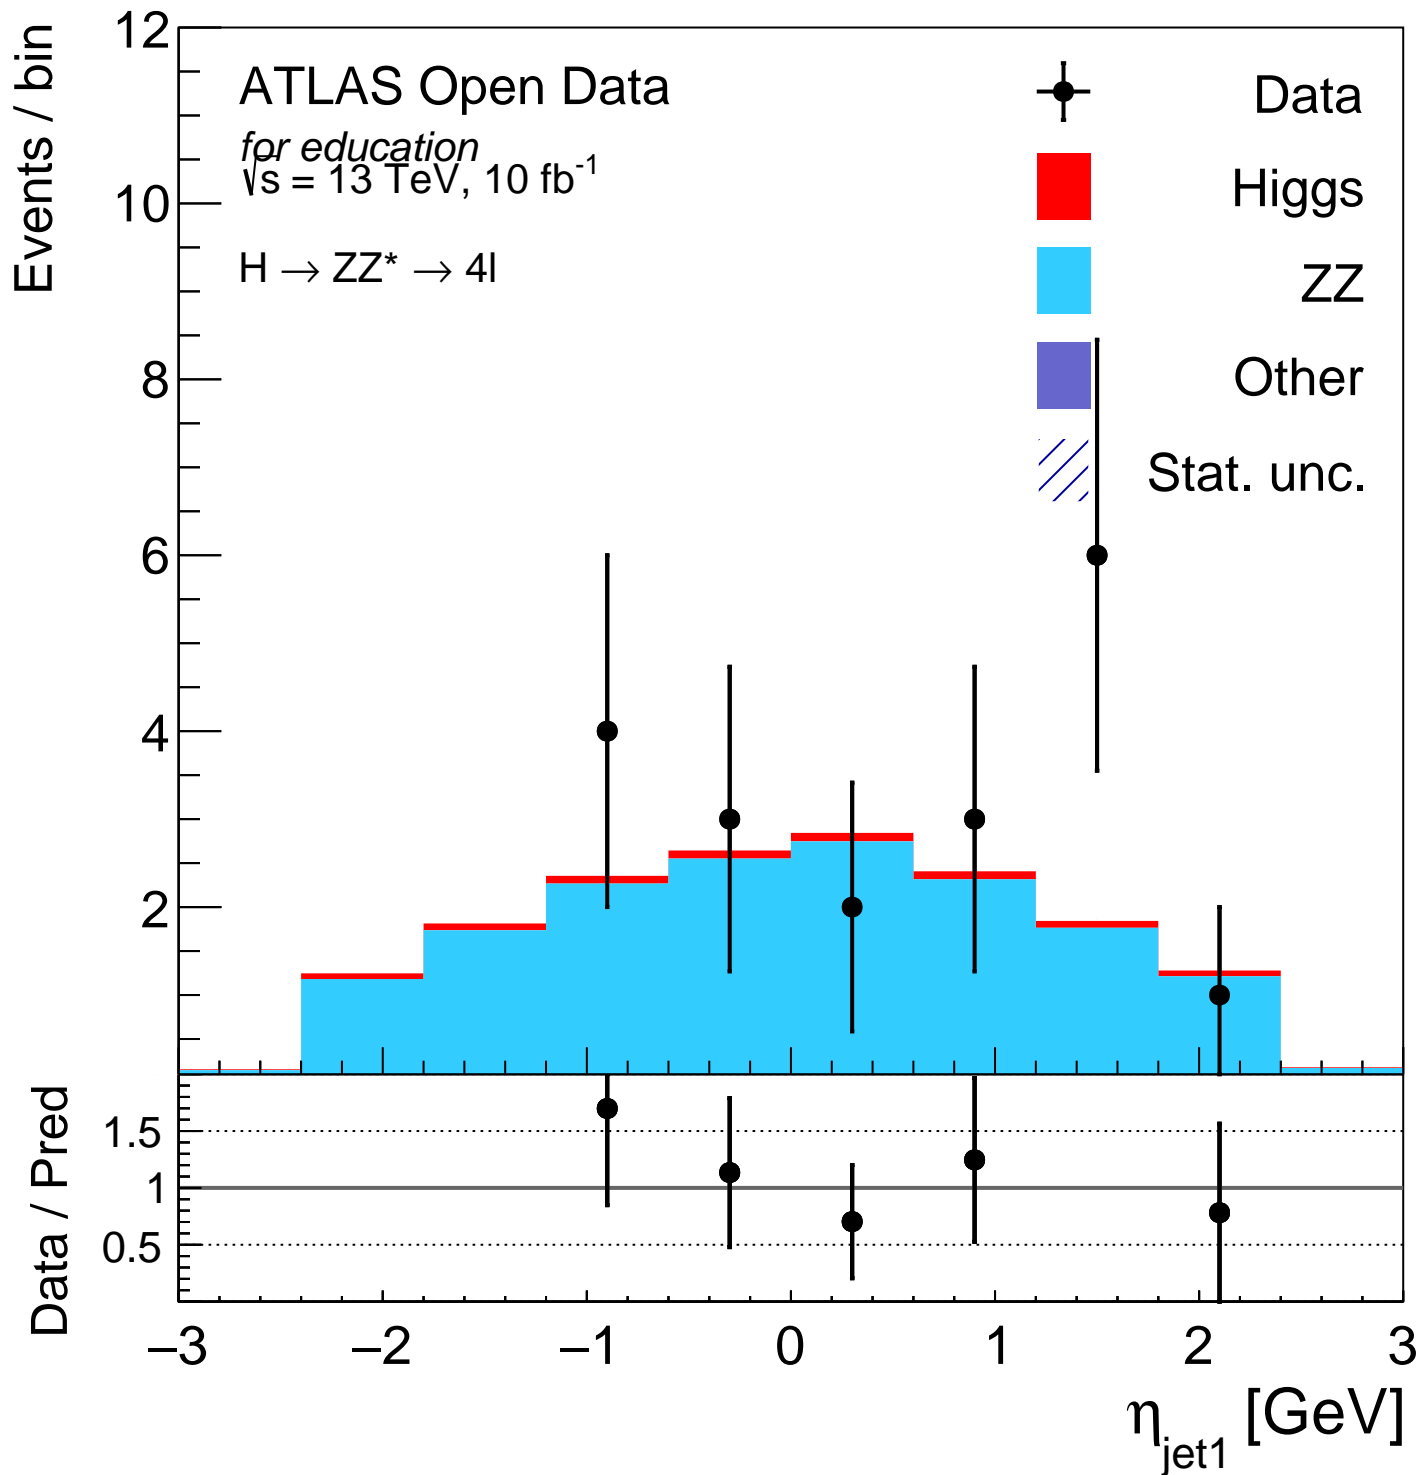 Events / bin
12
10
8
6
4
2
ATLAS Open Data
for education
√s = 13 TeV, 10 fb⁻¹
H → ZZ* → 4l
Data
Higgs
ZZ
Other
Stat. unc.
Data / Pred
1.5
1
0.5
−3 −2 −1 0 1 2 3
η_jet1 [GeV]